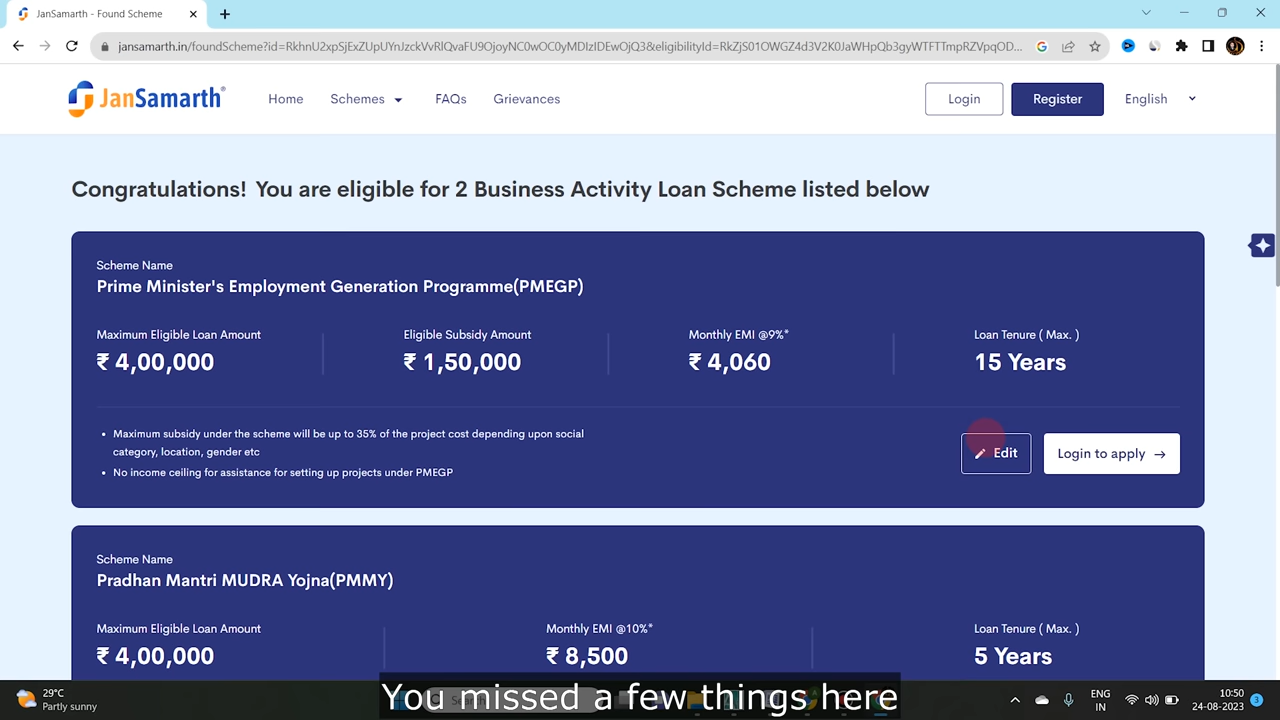 JanSamarth - Found Scheme
jansamarth.in/foundScheme?id=RkhnU2xpSjExZUpUYnJzckwRlQvaFU9OjoyNC0wOC0yMDIzIDEwOjQ3&eligibilityId=RkZjS01OWGZ4d3V2K0JaWHpQb3gyWTFTTmpRZVpqOD...
JanSamarth®
Home
Schemes
FAQs
Grievances
Login
Register
English
Congratulations! You are eligible for 2 Business Activity Loan Scheme listed below
Scheme Name
Prime Minister's Employment Generation Programme(PMEGP)
Maximum Eligible Loan Amount
₹ 4,00,000
Eligible Subsidy Amount
₹ 1,50,000
Monthly EMI @9%*
₹ 4,060
Loan Tenure ( Max. )
15 Years
• Maximum subsidy under the scheme will be up to 35% of the project cost depending upon social
category, location, gender etc
• No income ceiling for assistance for setting up projects under PMEGP
Edit
Login to apply →
Scheme Name
Pradhan Mantri MUDRA Yojna(PMMY)
Maximum Eligible Loan Amount
₹ 4,00,000
Monthly EMI @10%*
₹ 8,500
Loan Tenure ( Max. )
5 Years
You missed a few things here
29°C
Partly sunny
ENG
IN
10:50
24-08-2023
3